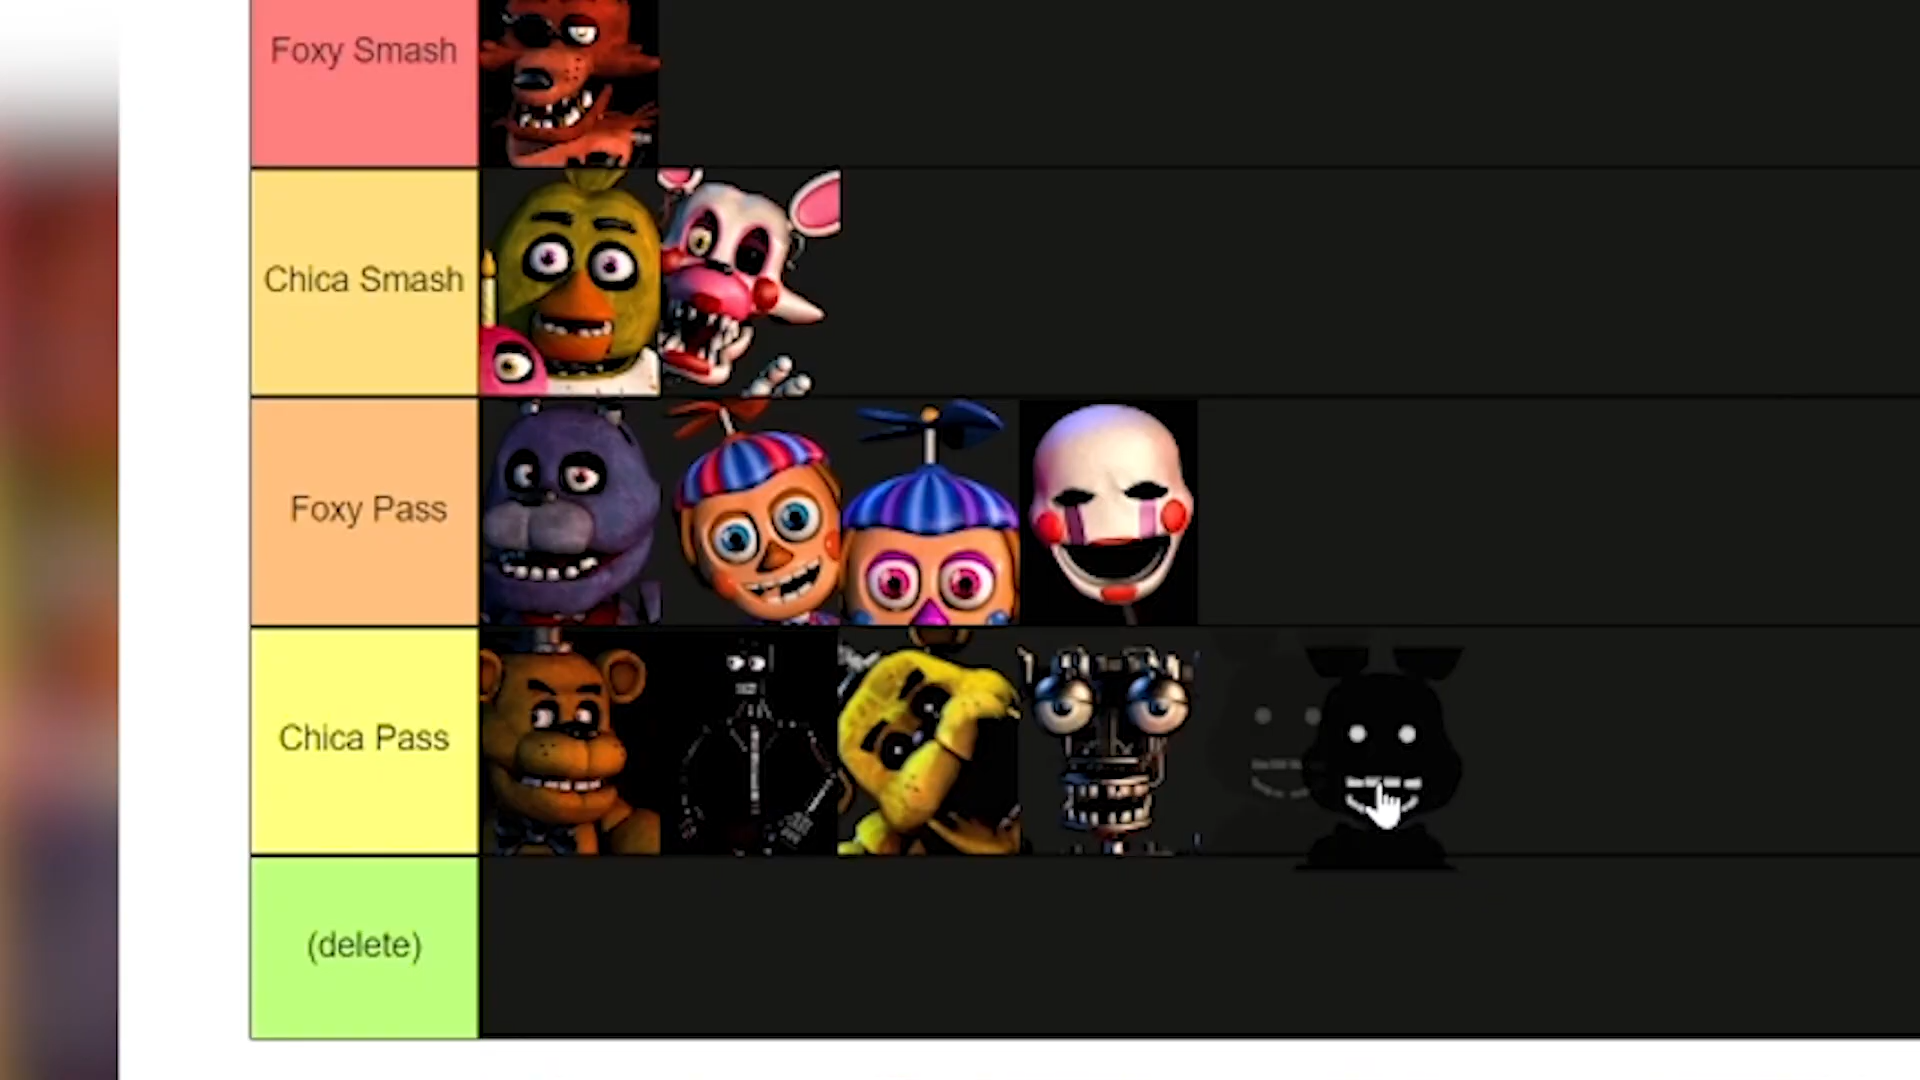 Foxy Smash
Chica Smash
Foxy Pass
Chica Pass
(delete)